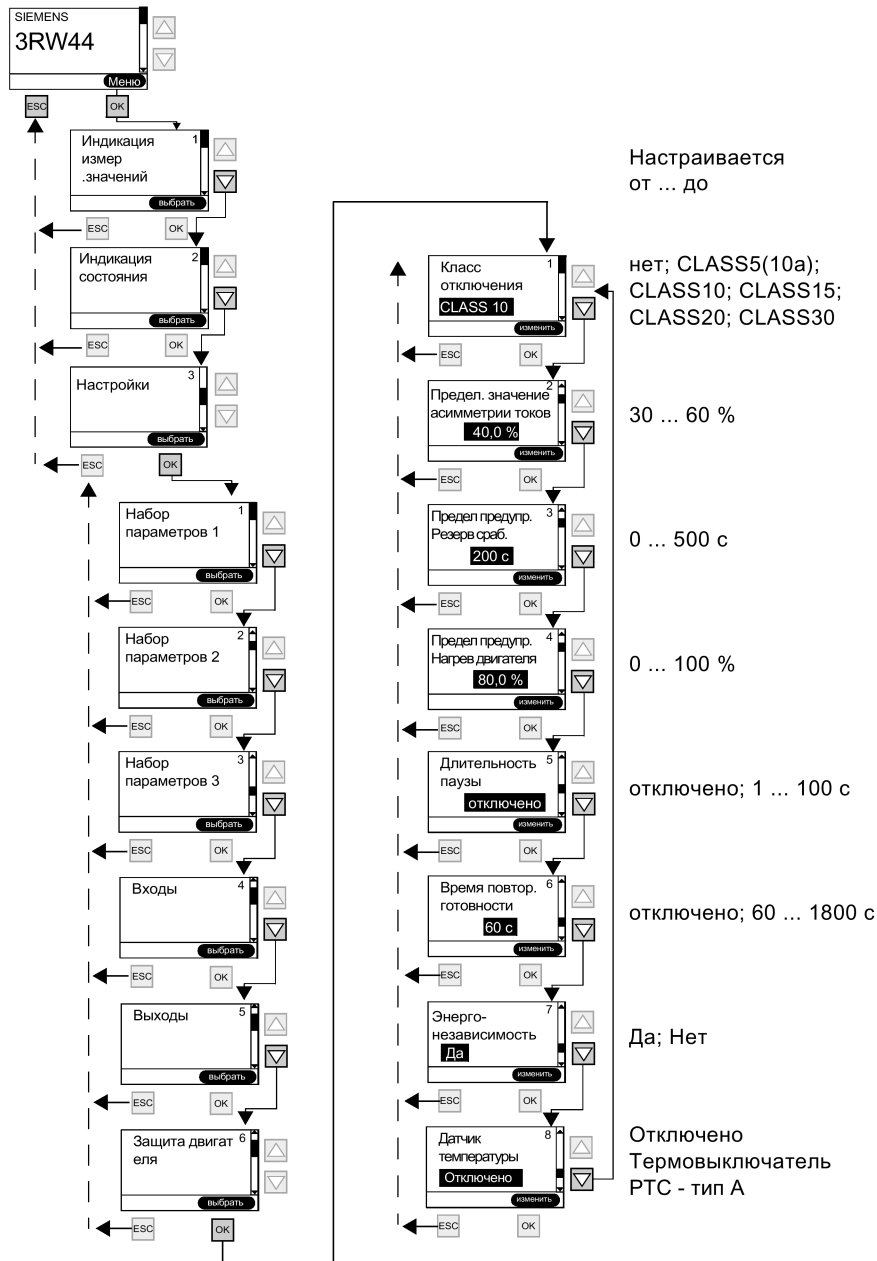 SIEMENS
3RW44
Меню
ESC
OK
Индикация
1
измер
.значений
выбрать
ESC
OK
Индикация
2
состояния
выбрать
ESC
OK
Настройки
3
выбрать
ESC
OK
Набор
1
параметров 1
выбрать
ESC
OK
Набор
2
параметров 2
выбрать
ESC
OK
Набор
3
параметров 3
выбрать
ESC
OK
Входы
4
выбрать
ESC
OK
Выходы
5
выбрать
ESC
OK
Защита двигат
6
еля
выбрать
ESC
OK
Настраивается
от ... до
Класс
1
отключения
CLASS 10
изменить
ESC
OK
нет; CLASS5(10a);
CLASS10; CLASS15;
CLASS20; CLASS30
2
Предел. значение
асимметрии токов
40,0 %
изменить
ESC
OK
30 ... 60 %
Предел предупр.
3
Резерв сраб.
200 с
изменить
ESC
OK
0 ... 500 с
Предел предупр.
4
Нагрев двигателя
80,0 %
изменить
ESC
OK
0 ... 100 %
Длительность
5
паузы
отключено
изменить
ESC
OK
отключено; 1 ... 100 с
Время повтор.
6
готовности
60 с
изменить
ESC
OK
отключено; 60 ... 1800 с
7
Энерго-
независимость
Да
изменить
ESC
OK
Да; Нет
Датчик
8
температуры
Отключено
изменить
ESC
OK
Отключено
Термовыключатель
PTC - тип A